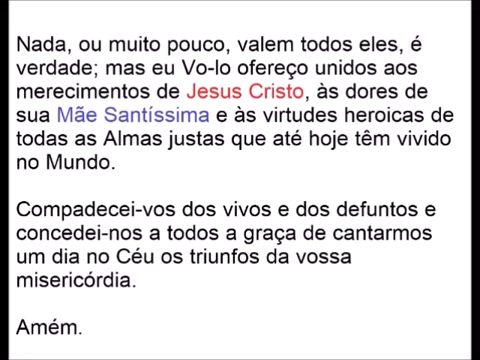 Nada, ou muito pouco, valem todos eles, é
verdade; mas eu Vo-lo ofereço unidos aos
merecimentos de Jesus Cristo, às dores de
sua Mãe Santíssima e às virtudes heroicas de
todas as Almas justas que até hoje têm vivido
no Mundo.
Compadecei-vos dos vivos e dos defuntos e
concedei-nos a todos a graça de cantarmos
um dia no Céu os triunfos da vossa
misericórdia.
Amém.